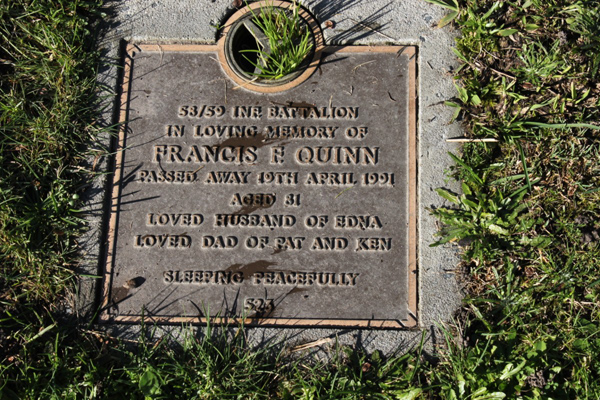 58/59 INF BATTALION
IN LOVING MEMORY OF
FRANCIS F QUINN
PASSED AWAY 19TH APRIL 1991
AGED 81
LOVED HUSBAND OF EDNA
LOVED DAD OF PAT AND KEN
SLEEPING PEACEFULLY
523